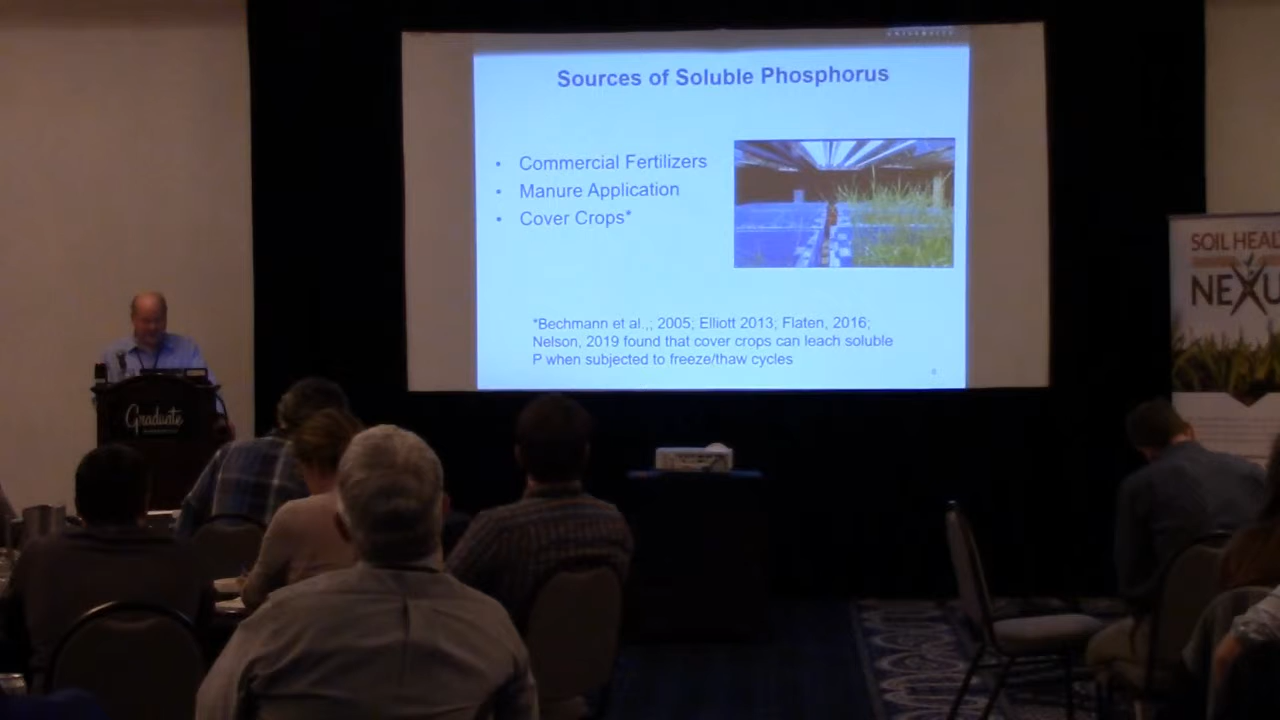 UNIVERSITY
Sources of Soluble Phosphorus
• Commercial Fertilizers
• Manure Application
• Cover Crops*
*Bechmann et al.,; 2005; Elliott 2013; Flaten, 2016;
Nelson, 2019 found that cover crops can leach soluble
P when subjected to freeze/thaw cycles
SOIL HEAL
NEXU
Graduate